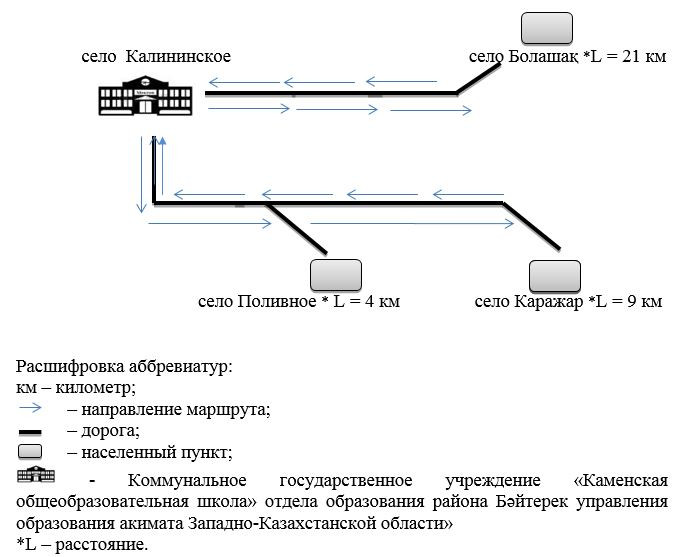 село Калининское
село Болашақ *L = 21 км
село Поливное * L = 4 км
село Каражар *L = 9 км
Расшифровка аббревиатур:
км – километр;
– направление маршрута;
– дорога;
– населенный пункт;
- Коммунальное государственное учреждение «Каменская
общеобразовательная школа» отдела образования района Бәйтерек управления
образования акимата Западно-Казахстанской области»
*L – расстояние.